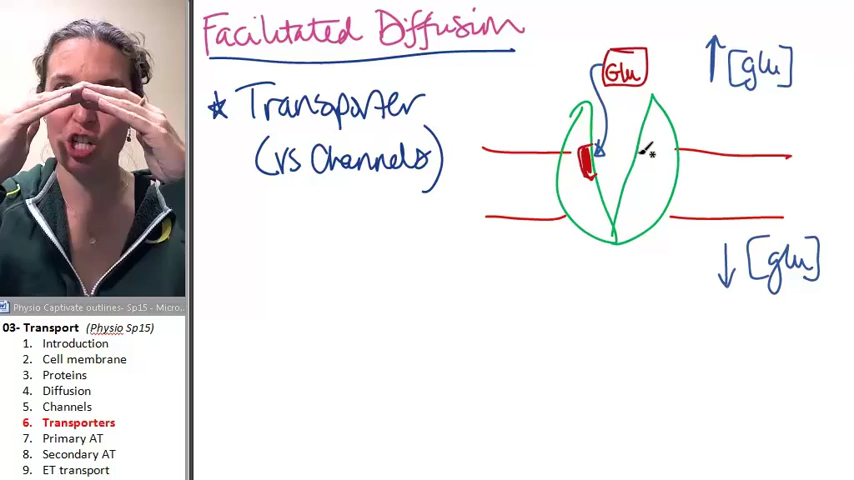 Facilitated Diffusion
* Transporter
(vs Channels)
Glu
↑[glu]
*
↓[glu]
Physio Captivate outlines- Sp15 - Micro...
03- Transport (Physio Sp15)
1. Introduction
2. Cell membrane
3. Proteins
4. Diffusion
5. Channels
6. Transporters
7. Primary AT
8. Secondary AT
9. ET transport